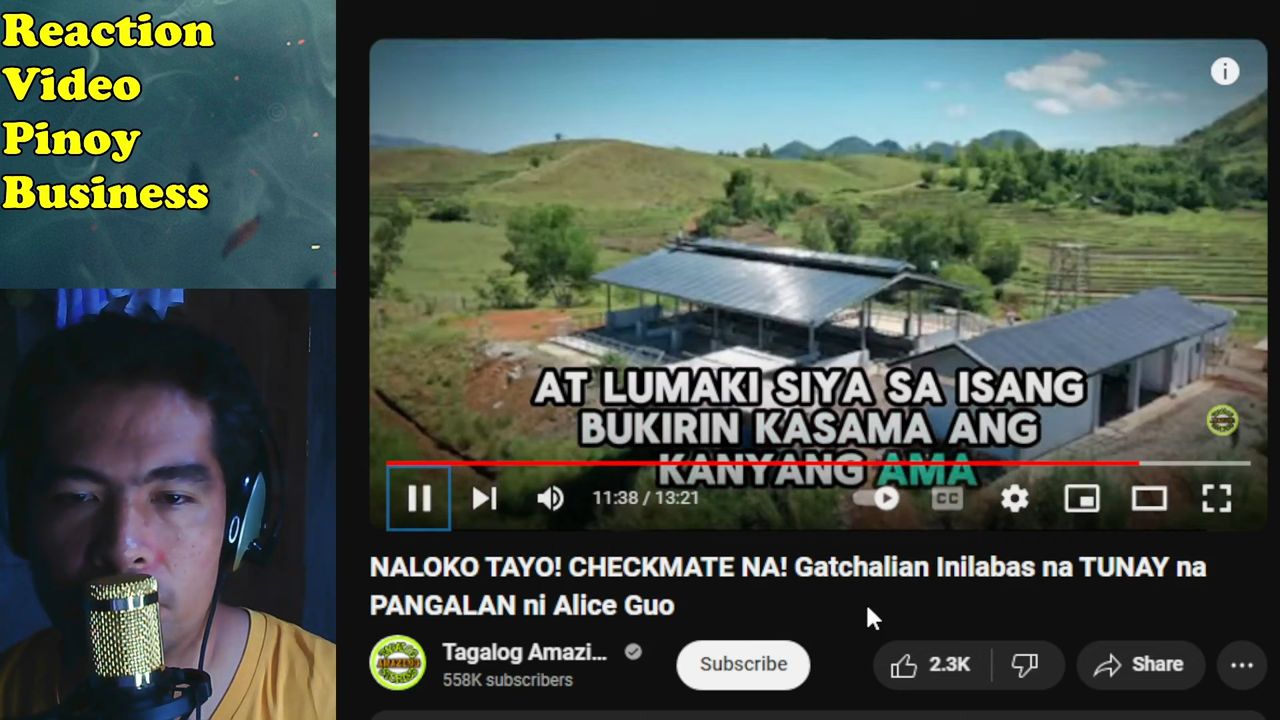 Reaction
Video
Pinoy
Business
AT LUMAKI SIYA SA ISANG
BUKIRIN KASAMA ANG
KANYANG AMA
11:38 / 13:21
CC
NALOKO TAYO! CHECKMATE NA! Gatchalian Inilabas na TUNAY na
PANGALAN ni Alice Guo
Tagalog Amazi...
558K subscribers
Subscribe
2.3K
Share